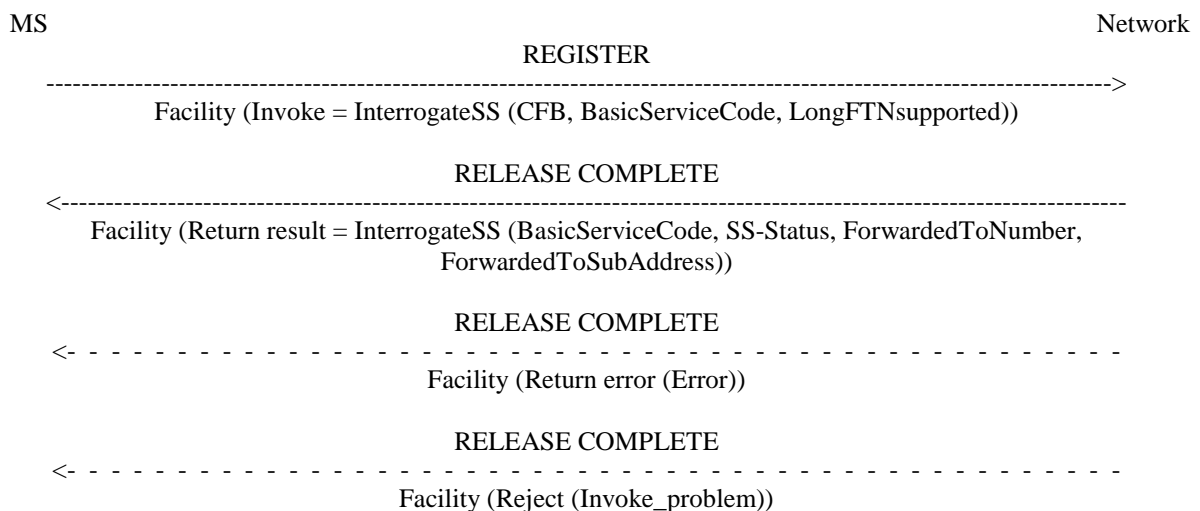 MS Network
REGISTER
------------------------------------------------------------------------------------------------------------------------>
Facility (Invoke = InterrogateSS (CFB, BasicServiceCode, LongFTNsupported))
RELEASE COMPLETE
<------------------------------------------------------------------------------------------------------------------------
Facility (Return result = InterrogateSS (BasicServiceCode, SS-Status, ForwardedToNumber,
ForwardedToSubAddress))
RELEASE COMPLETE
<- - - - - - - - - - - - - - - - - - - - - - - - - - - - - - - - - - - - - - - - - - - - - - - -
Facility (Return error (Error))
RELEASE COMPLETE
<- - - - - - - - - - - - - - - - - - - - - - - - - - - - - - - - - - - - - - - - - - - - - - - -
Facility (Reject (Invoke_problem))